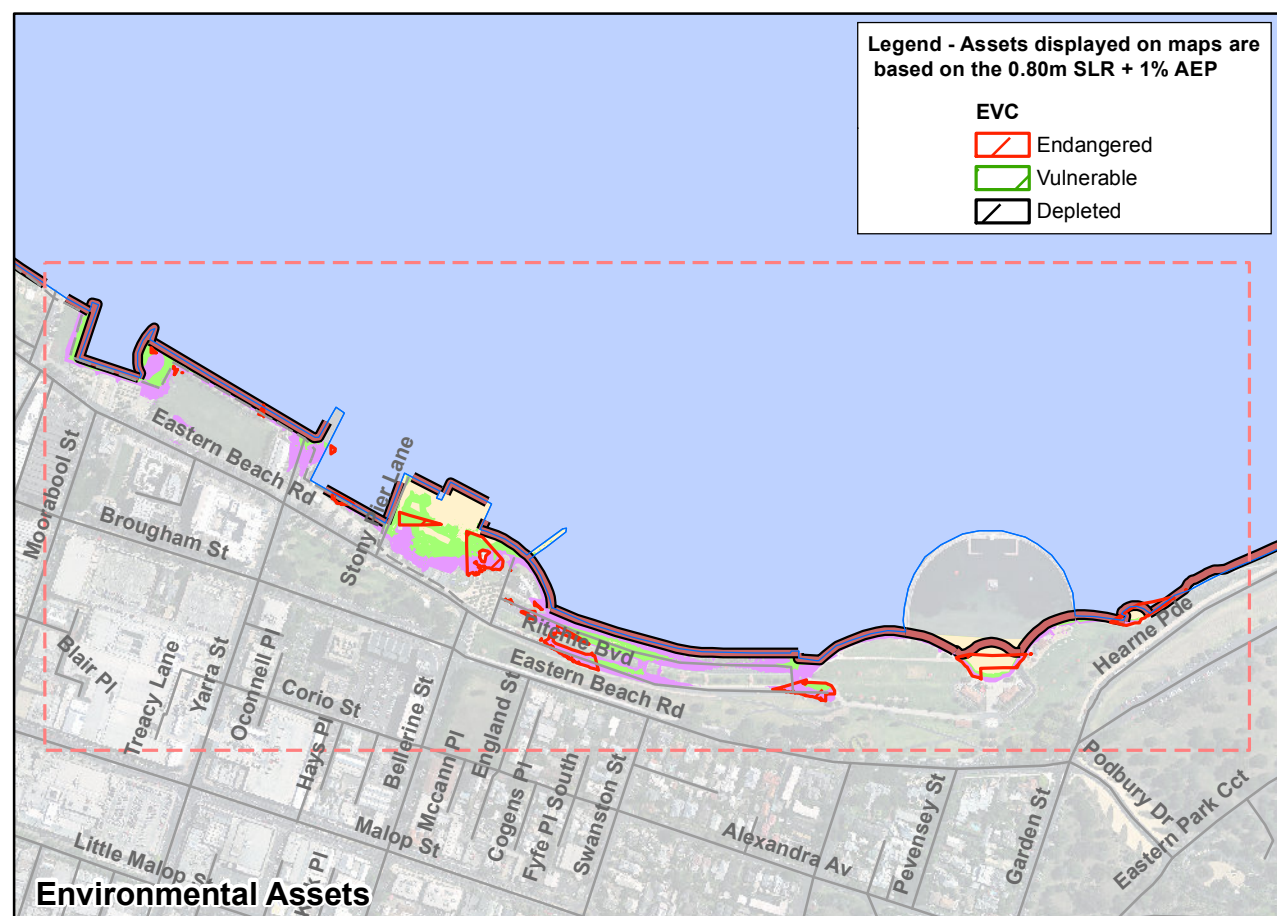 Legend - Assets displayed on maps are
based on the 0.80m SLR + 1% AEP
EVC
Endangered
Vulnerable
Depleted
Moorabool St
Eastern Beach Rd
Brougham St
Stony Pier Lane
Ritchie Bvd
Eastern Beach Rd
Hearne Pde
Blair Pl
Treacy Lane
Yarra St
Oconnell Pl
Corio St
Hays Pl
Bellerine St
Mccann Pl
England St
Cogens Pl
Fyfe Pl South
Swanston St
Malop St
Little Malop St
Alexandra Av
Pevensey St
Garden St
Podbury Dr
Eastern Park Cct
Environmental Assets